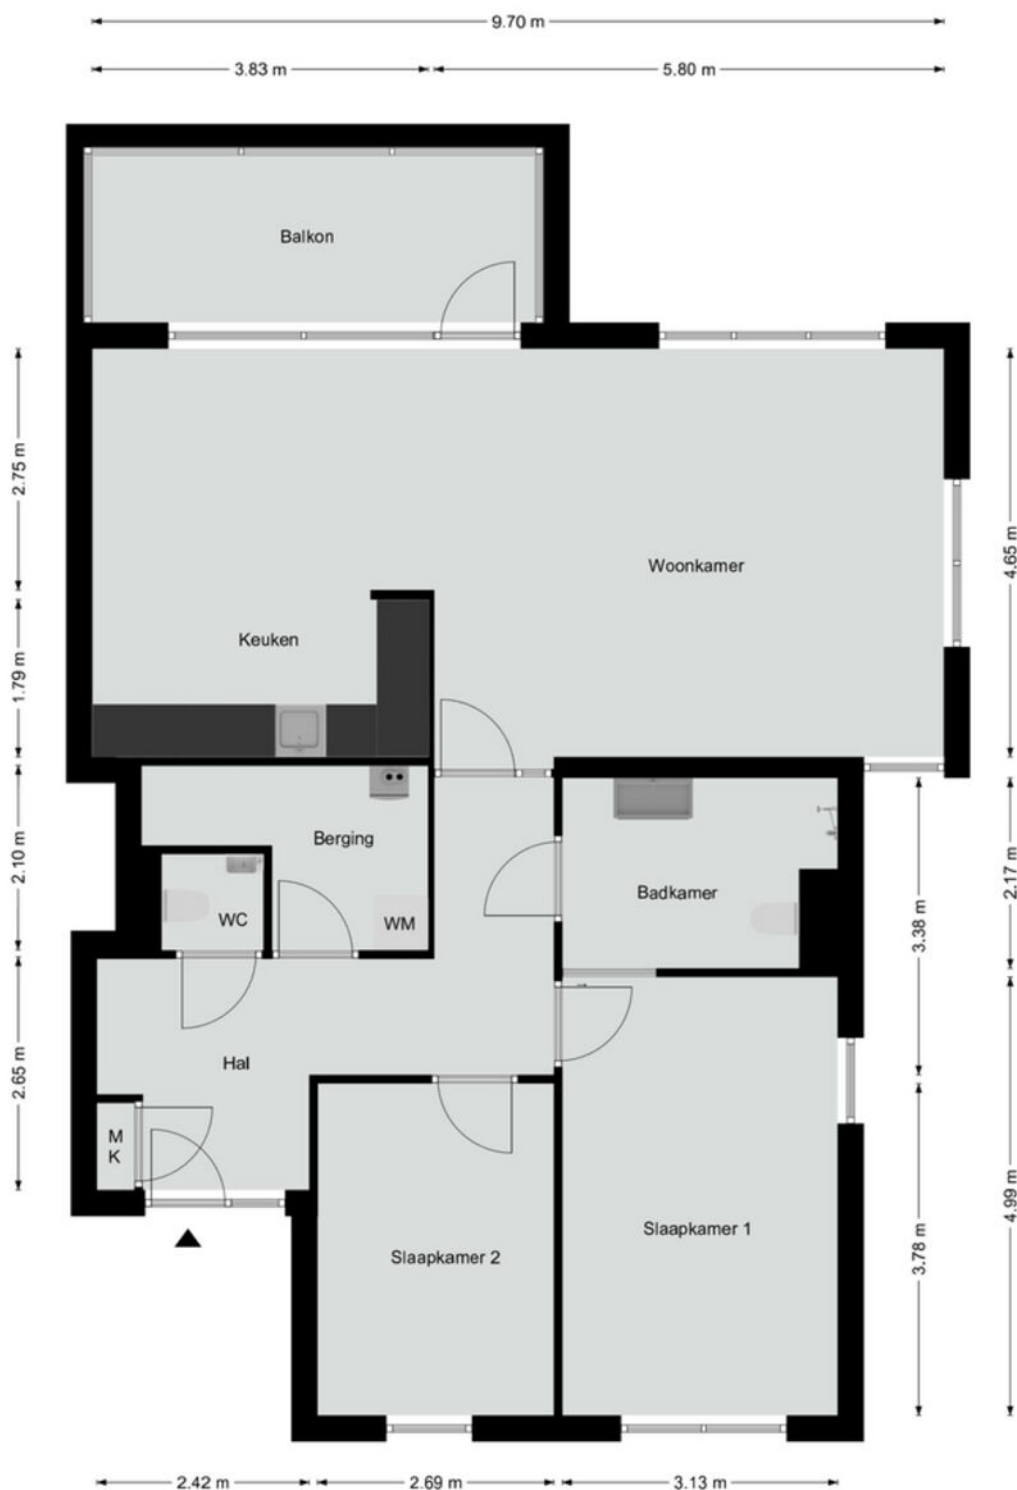 9.70 m
3.83 m
5.80 m
Balkon
2.75 m
4.65 m
Woonkamer
Keuken
1.79 m
2.10 m
Berging
WC
WM
Badkamer
2.17 m
3.38 m
Hal
2.65 m
M
K
Slaapkamer 1
Slaapkamer 2
4.99 m
3.78 m
2.42 m
2.69 m
3.13 m